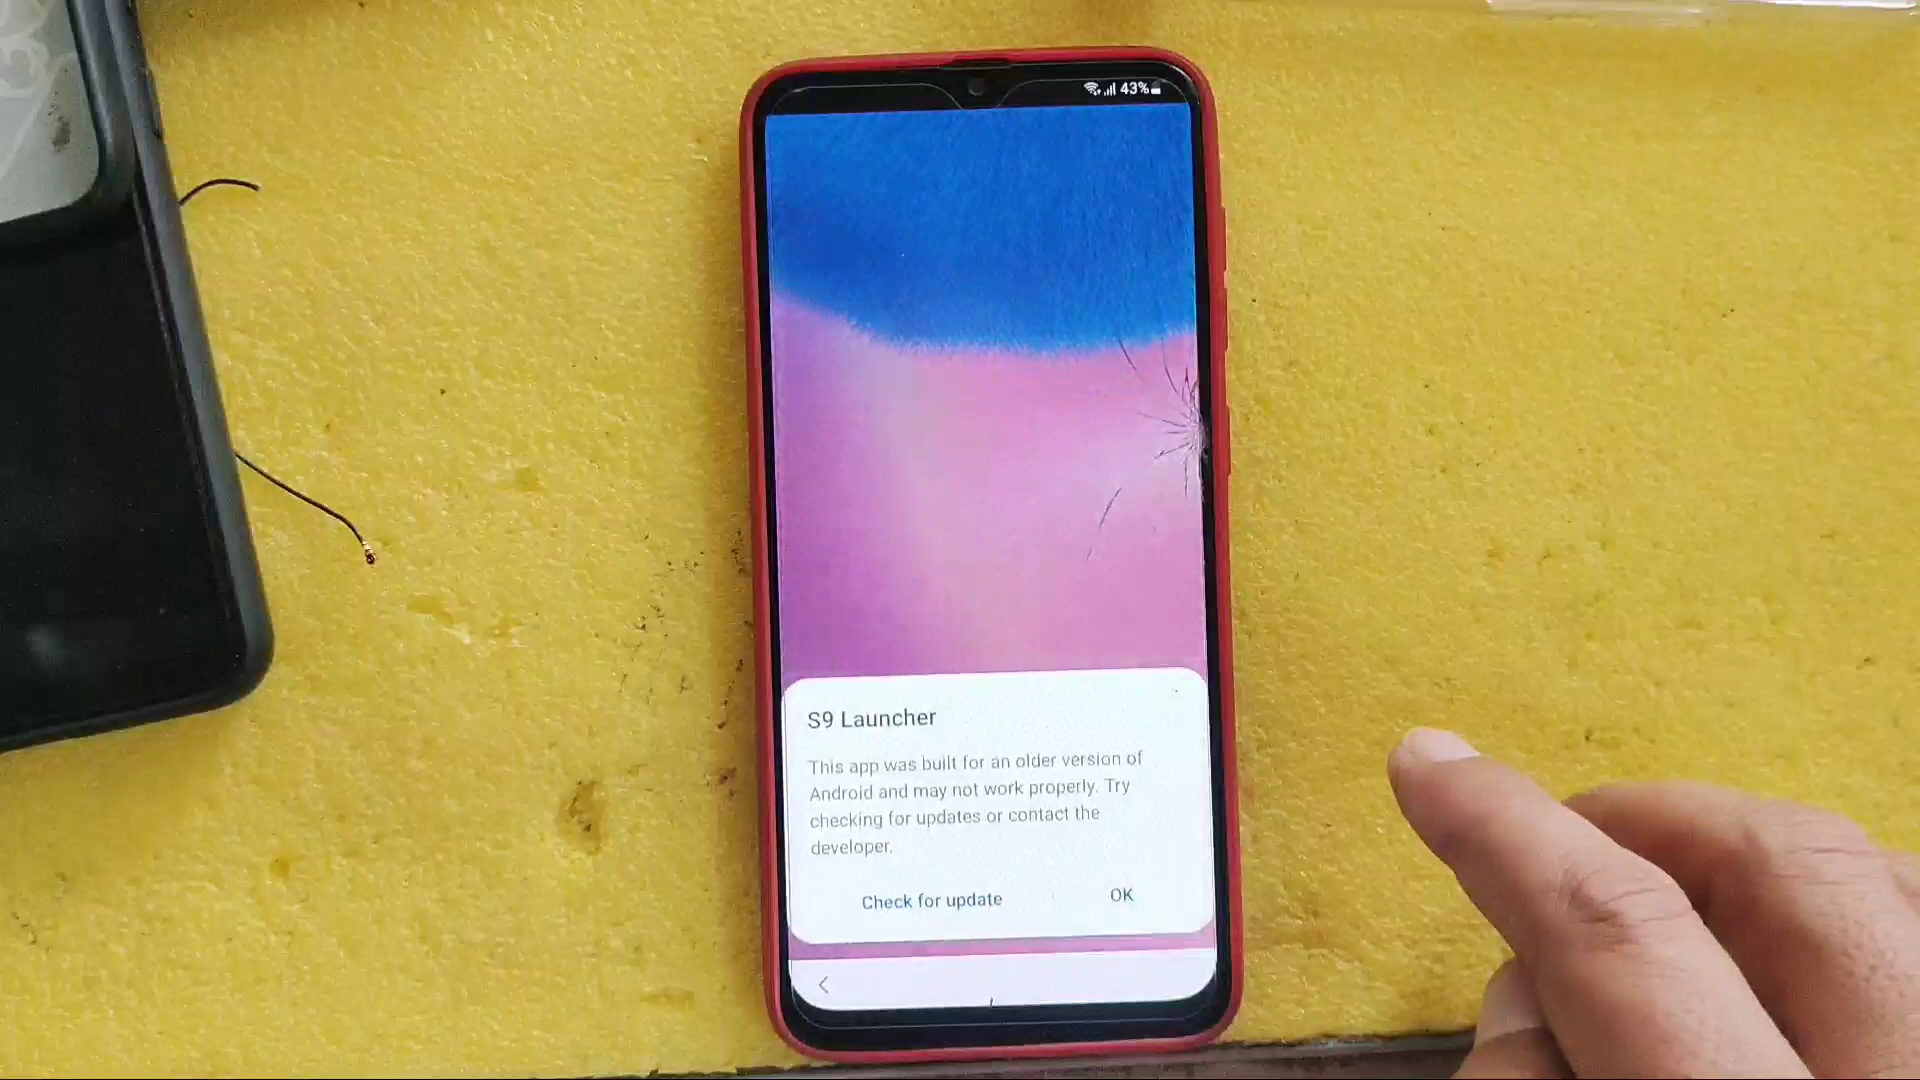 43%
S9 Launcher
This app was built for an older version of
Android and may not work properly. Try
checking for updates or contact the
developer.
Check for update
OK